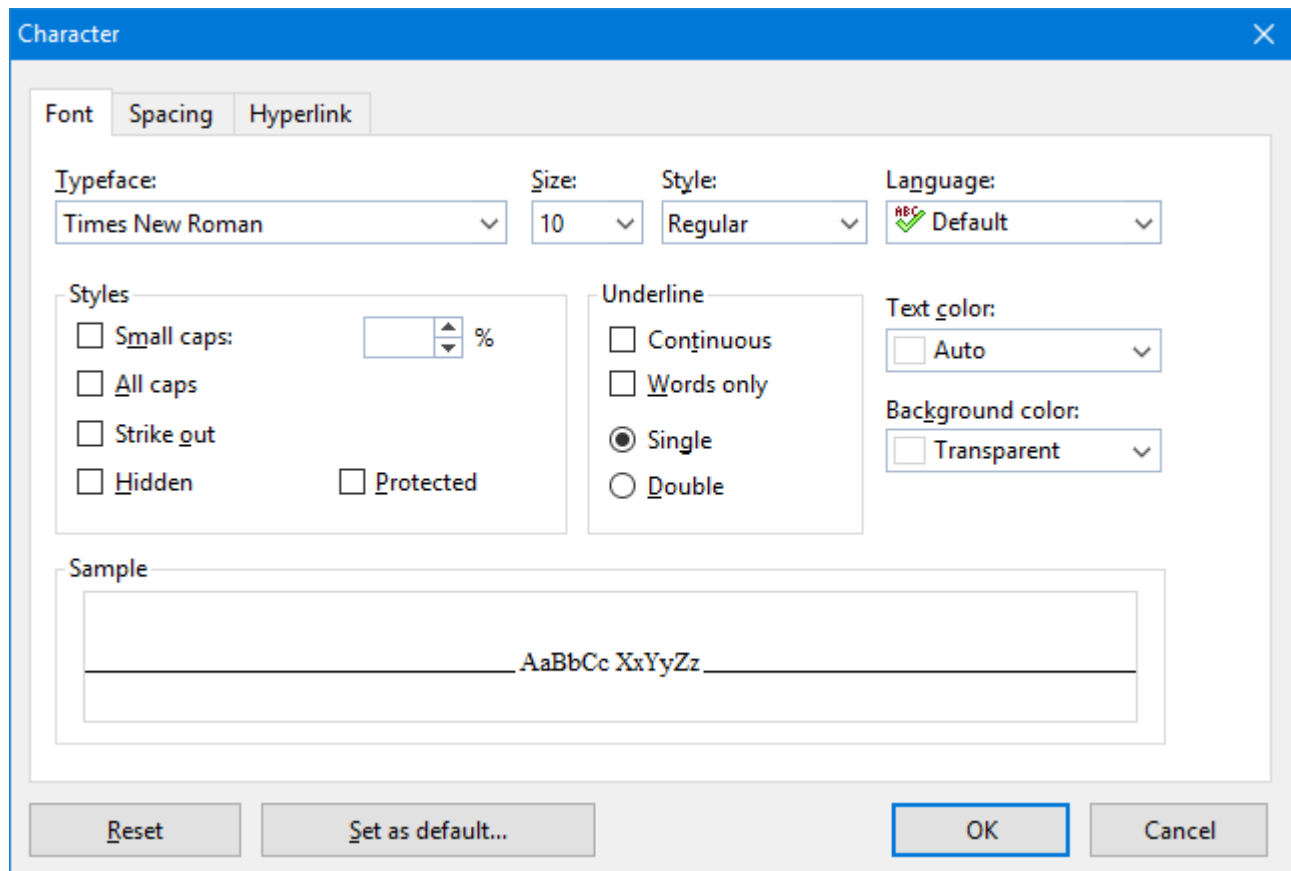 Character
Font Spacing Hyperlink
Typeface: Size: Style: Language:
Times New Roman 10 Regular ABC Default
Styles Underline
Small caps: % Continuous
Text color:
Auto
All caps Words only
Background color:
Strike out Single
Transparent
Hidden Protected Double
Sample
AaBbCc XxYyZz
Reset Set as default... OK Cancel